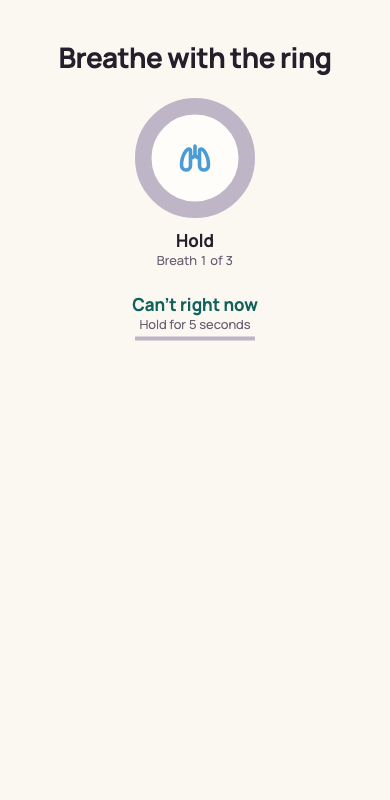 Breathe with the ring
Hold
Breath 1 of 3
Can't right now
Hold for 5 seconds